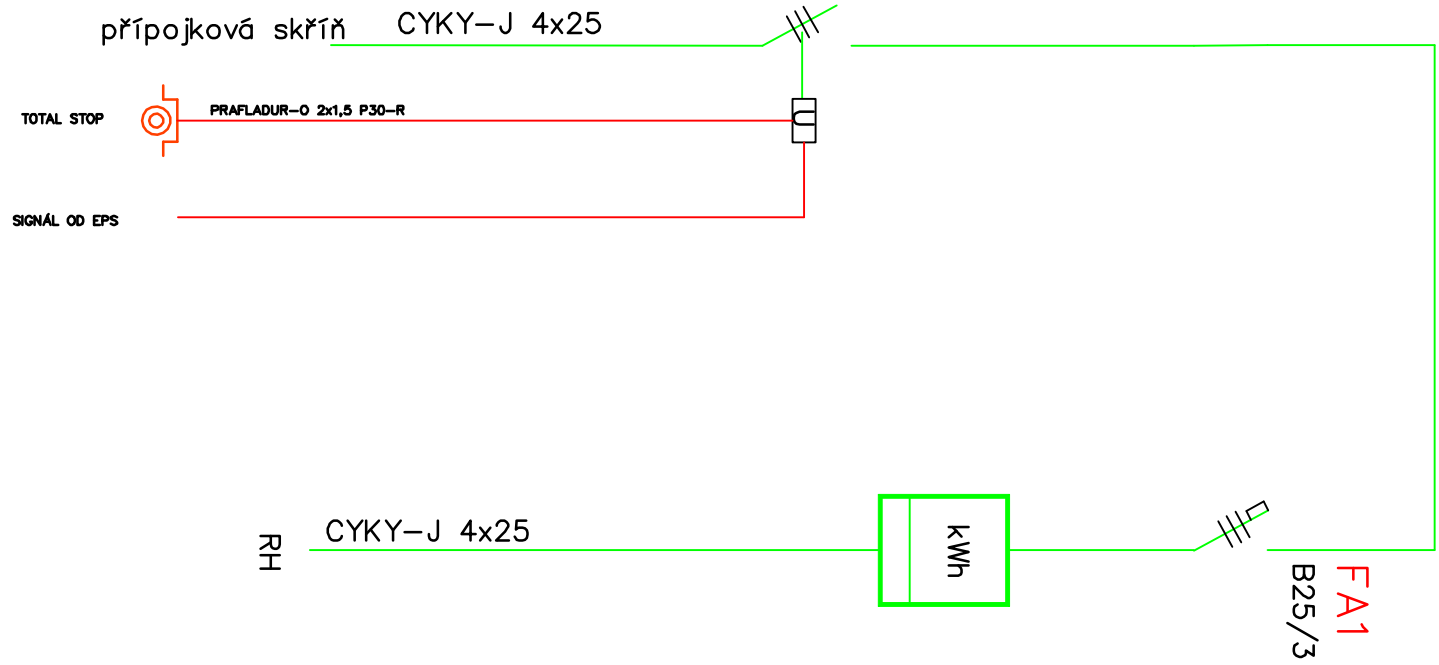 přípojková skříň CYKY-J 4x25
TOTAL STOP
PRAFLADUR-O 2x1,5 P30-R
U
SIGNÁL OD EPS
RH
CYKY-J 4x25
kWh
FA1
B25/3